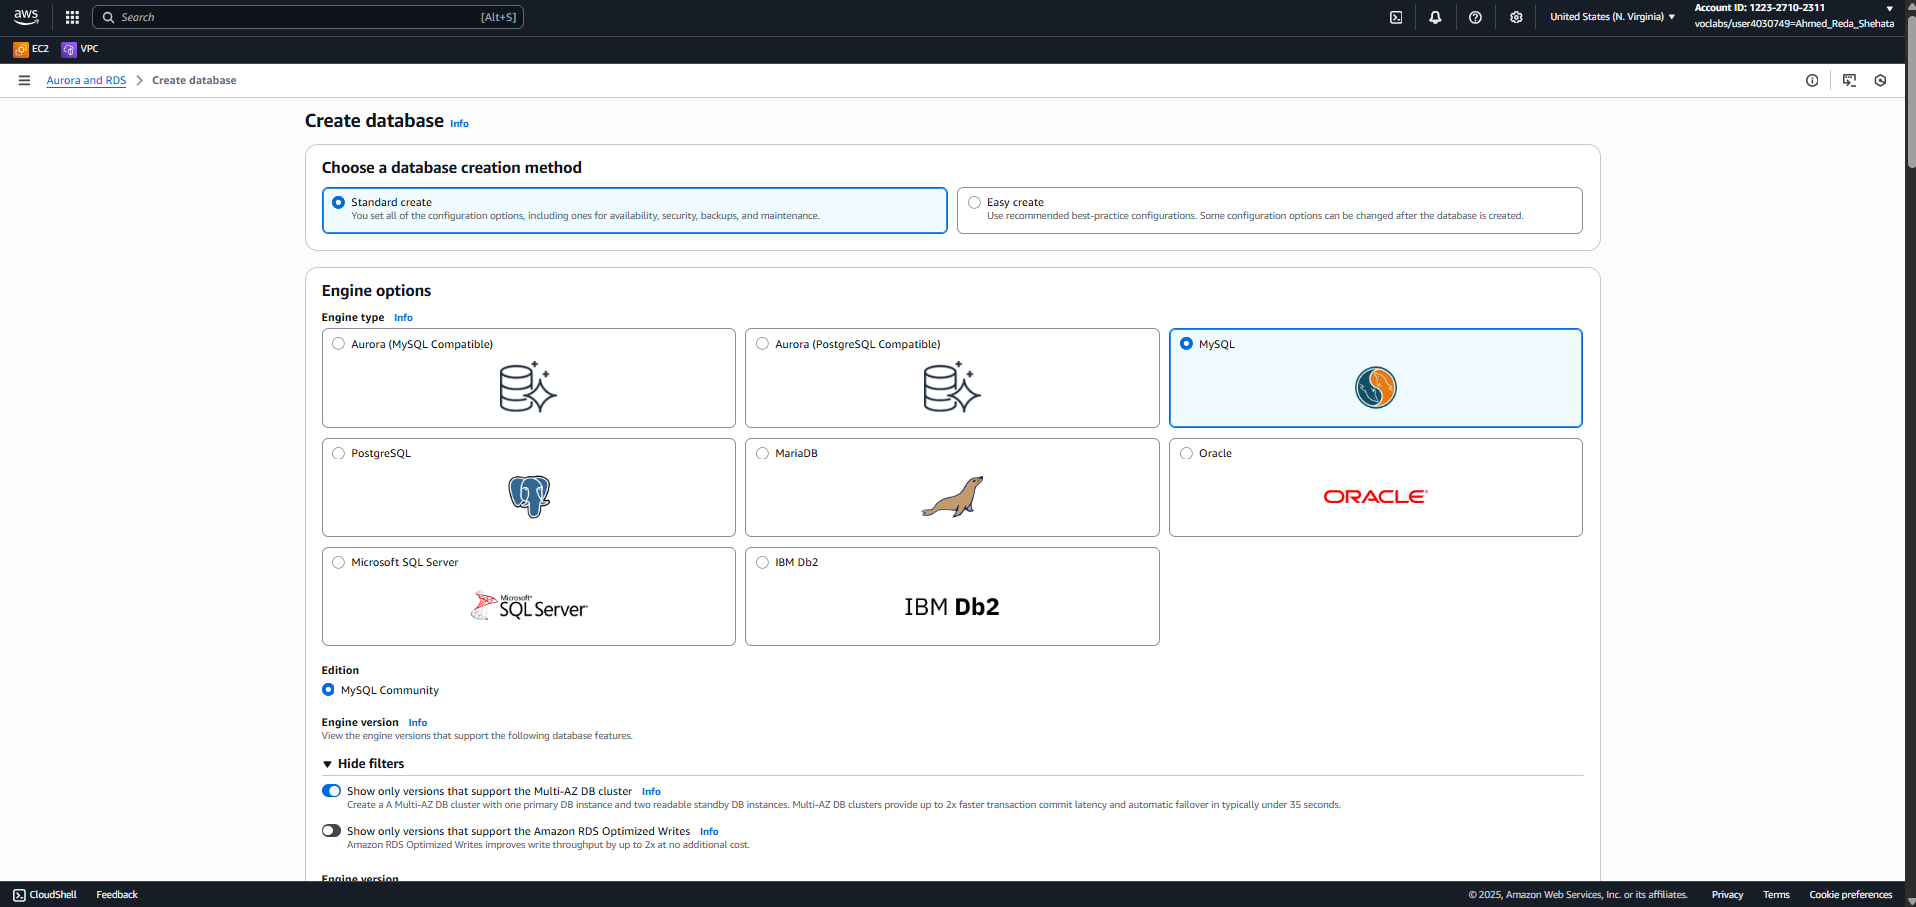 aws
Search [Alt+S]
United States (N. Virginia)
Account ID: 1223-2710-2311
voclabs/user4030749=Ahmed_Reda_Shehata
EC2 VPC
Aurora and RDS Create database
Create database Info
Choose a database creation method
Standard create
You set all of the configuration options, including ones for availability, security, backups, and maintenance.
Easy create
Use recommended best-practice configurations. Some configuration options can be changed after the database is created.
Engine options
Engine type Info
Aurora (MySQL Compatible)
Aurora (PostgreSQL Compatible)
MySQL
PostgreSQL
MariaDB
Oracle
ORACLE
Microsoft SQL Server
Microsoft
SQL Server
IBM Db2
IBM Db2
Edition
MySQL Community
Engine version Info
View the engine versions that support the following database features.
Hide filters
Show only versions that support the Multi-AZ DB cluster Info
Create a A Multi-AZ DB cluster with one primary DB instance and two readable standby DB instances. Multi-AZ DB clusters provide up to 2x faster transaction commit latency and automatic failover in typically under 35 seconds.
Show only versions that support the Amazon RDS Optimized Writes Info
Amazon RDS Optimized Writes improves write throughput by up to 2x at no additional cost.
Engine version
CloudShell Feedback © 2025, Amazon Web Services, Inc. or its affiliates. Privacy Terms Cookie preferences